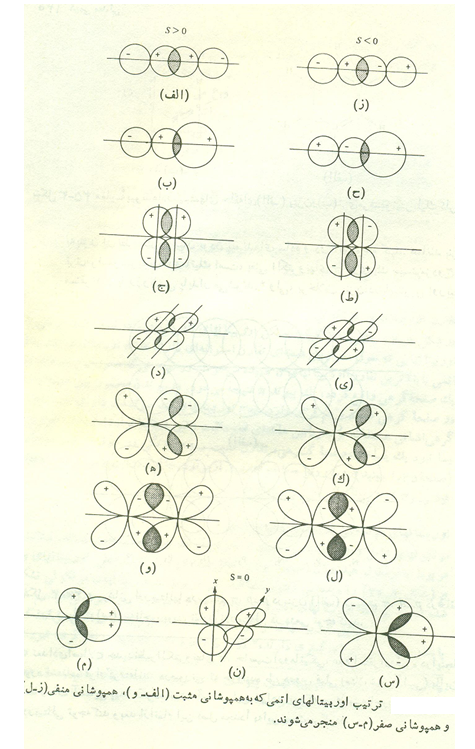 S > 0
S < 0
- + + -
- + - +
(الف)
(ز)
- + +
(ب)
(ح)
(ج)
(ط)
(د)
(ی)
(ه)
(ك)
(و)
(ل)
S = 0
x
y
(م)
(ن)
(س)
ترتیب اوربیتالهای اتمی که به همپوشانی مثبت (الف-و)، همپوشانی منفی (ز-ل)
و همپوشانی صفر (م-س) منجر می‌شوند.